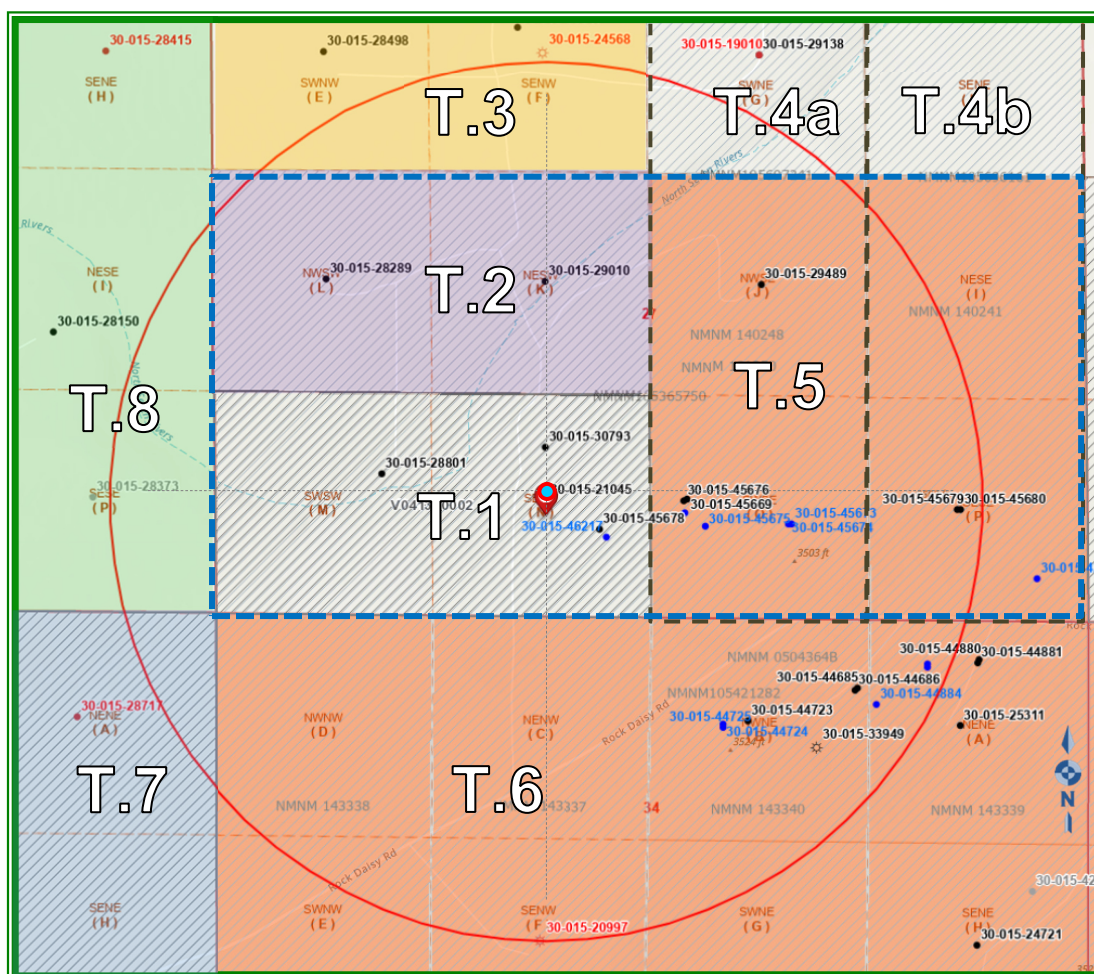 30-015-28415
30-015-28498
30-015-24568
30-015-19010
30-015-29138
SENE
(H)
SWNW
(E)
SENW
(F)
SWNE
(G)
T.3
T.4a
T.4b
North
Rivers
Rivers
NESE
(I)
30-015-28289
(L)
T.2
30-015-29010
(K)
30-015-29489
(J)
NESE
(I)
30-015-28150
27
NMNM 140248
NMNM 140241
NMNM
T.8
T.5
30-015-30793
30-015-28801
30-015-28373
(P)
SWSW
(M)
T.1
30-015-21045
30-015-46217
30-015-45678
30-015-45676
30-015-45669
30-015-45675
30-015-45673
30-015-45674
30-015-45679
30-015-45680
(P)
3503 ft
NMNM 0504364B
NMNM105421282
30-015-44880
30-015-44881
30-015-44685
30-015-44686
30-015-44884
30-015-28717
NENE
(A)
NWNW
(D)
NENW
(C)
Rock Daisy Rd
30-015-44723
30-015-44724
3524 ft
30-015-33949
30-015-25311
NENE
(A)
T.7
T.6
N
NMNM 143338
34
NMNM 143340
NMNM 143339
Rock Daisy Rd
SENE
(H)
SWNW
(E)
SENW
(F
30-015-20997
SWNE
(G)
SENE
30-015-24721